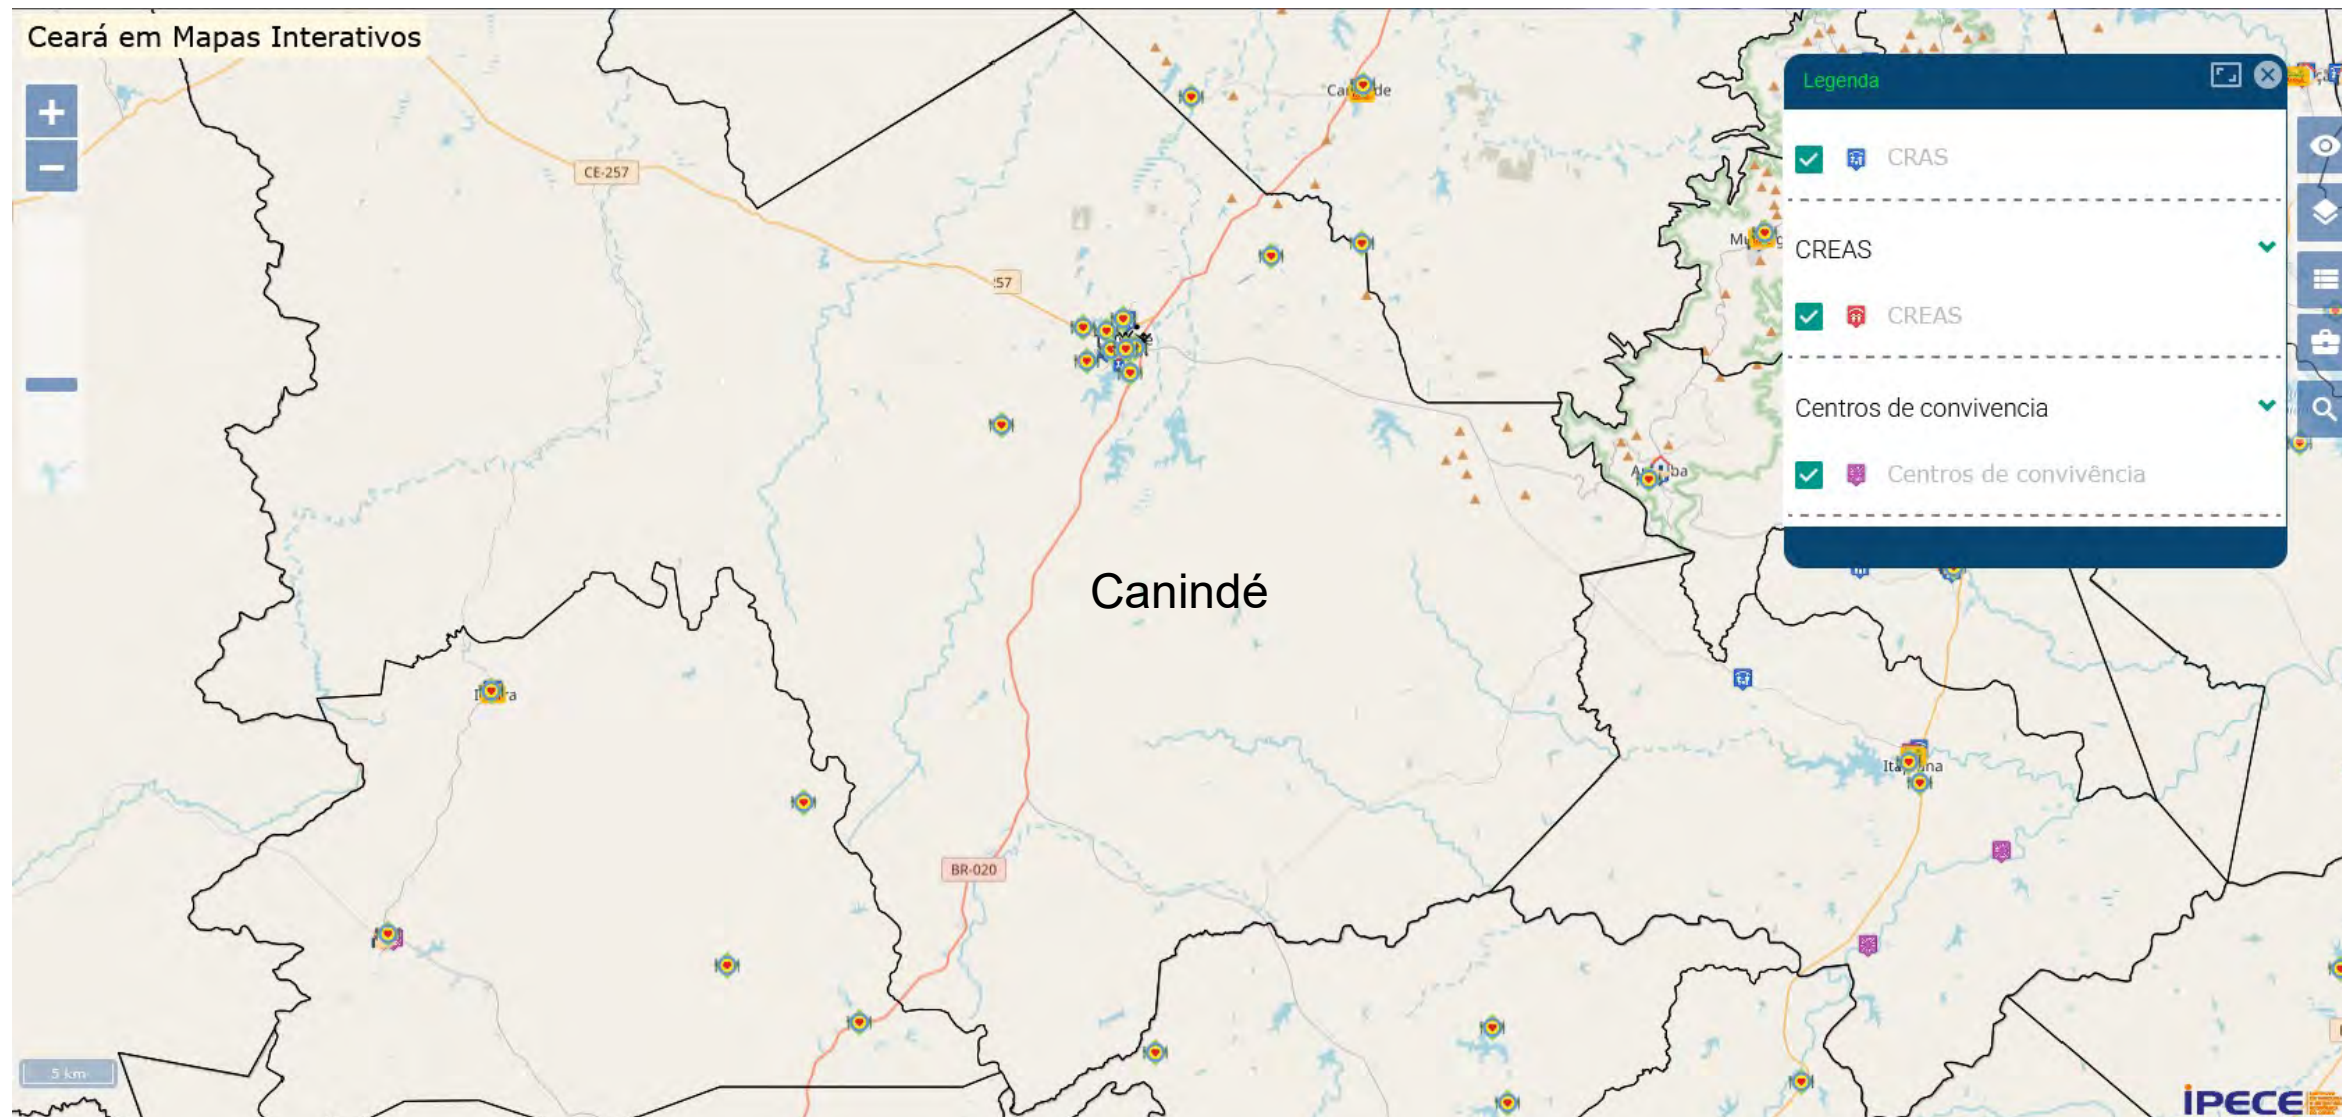 Ceará em Mapas Interativos
Legenda
CRAS
CREAS
CREAS
Centros de convivencia
Centros de convivência
CE-257
257
Canindé
BR-020
5 km
IPECE